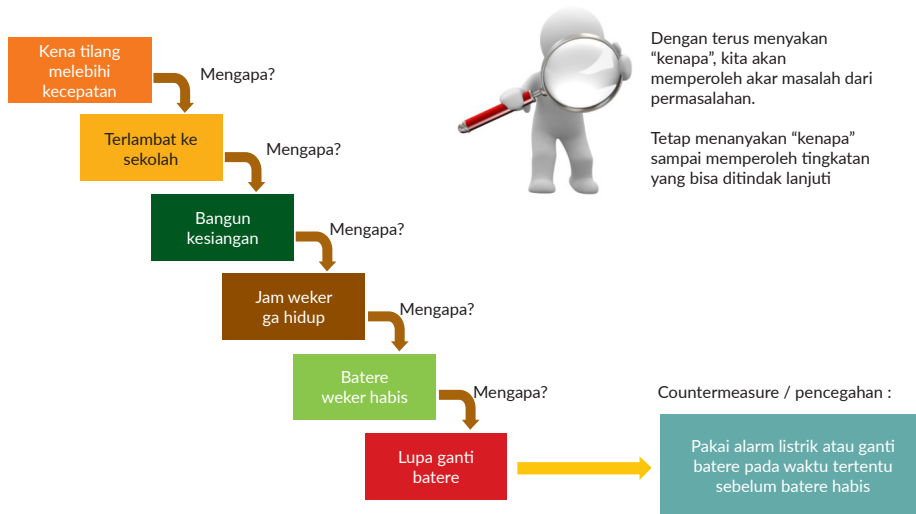 Kena tilang
melebihi
kecepatan
Mengapa?
Terlambat ke
sekolah
Mengapa?
Bangun
kesiangan
Mengapa?
Jam weker
ga hidup
Mengapa?
Batere
weker habis
Mengapa?
Lupa ganti
batere
Dengan terus menyakan
“kenapa”, kita akan
memperoleh akar masalah dari
permasalahan.
Tetap menanyakan “kenapa”
sampai memperoleh tingkatan
yang bisa ditindak lanjuti
Countermeasure / pencegahan :
Pakai alarm listrik atau ganti
batere pada waktu tertentu
sebelum batere habis